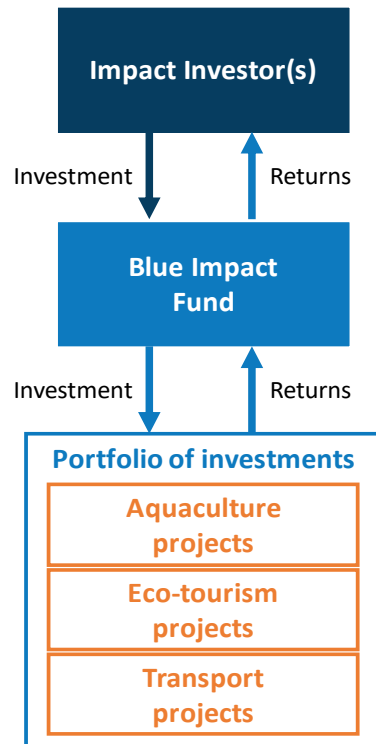 Impact Investor(s)
Investment
Returns
Blue Impact
Fund
Investment
Returns
Portfolio of investments
Aquaculture
projects
Eco-tourism
projects
Transport
projects